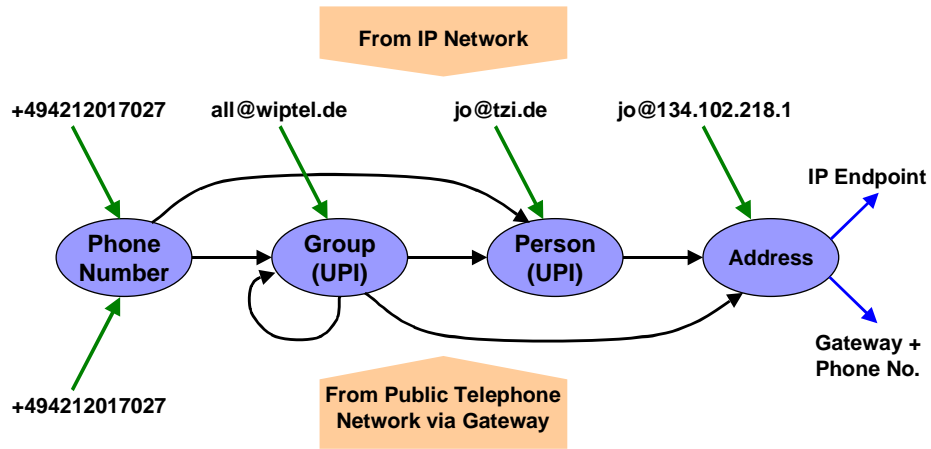 From IP Network
+494212017027
all@wiptel.de
jo@tzi.de
jo@134.102.218.1
IP Endpoint
Phone
Number
Group
(UPI)
Person
(UPI)
Address
Gateway +
Phone No.
+494212017027
From Public Telephone
Network via Gateway